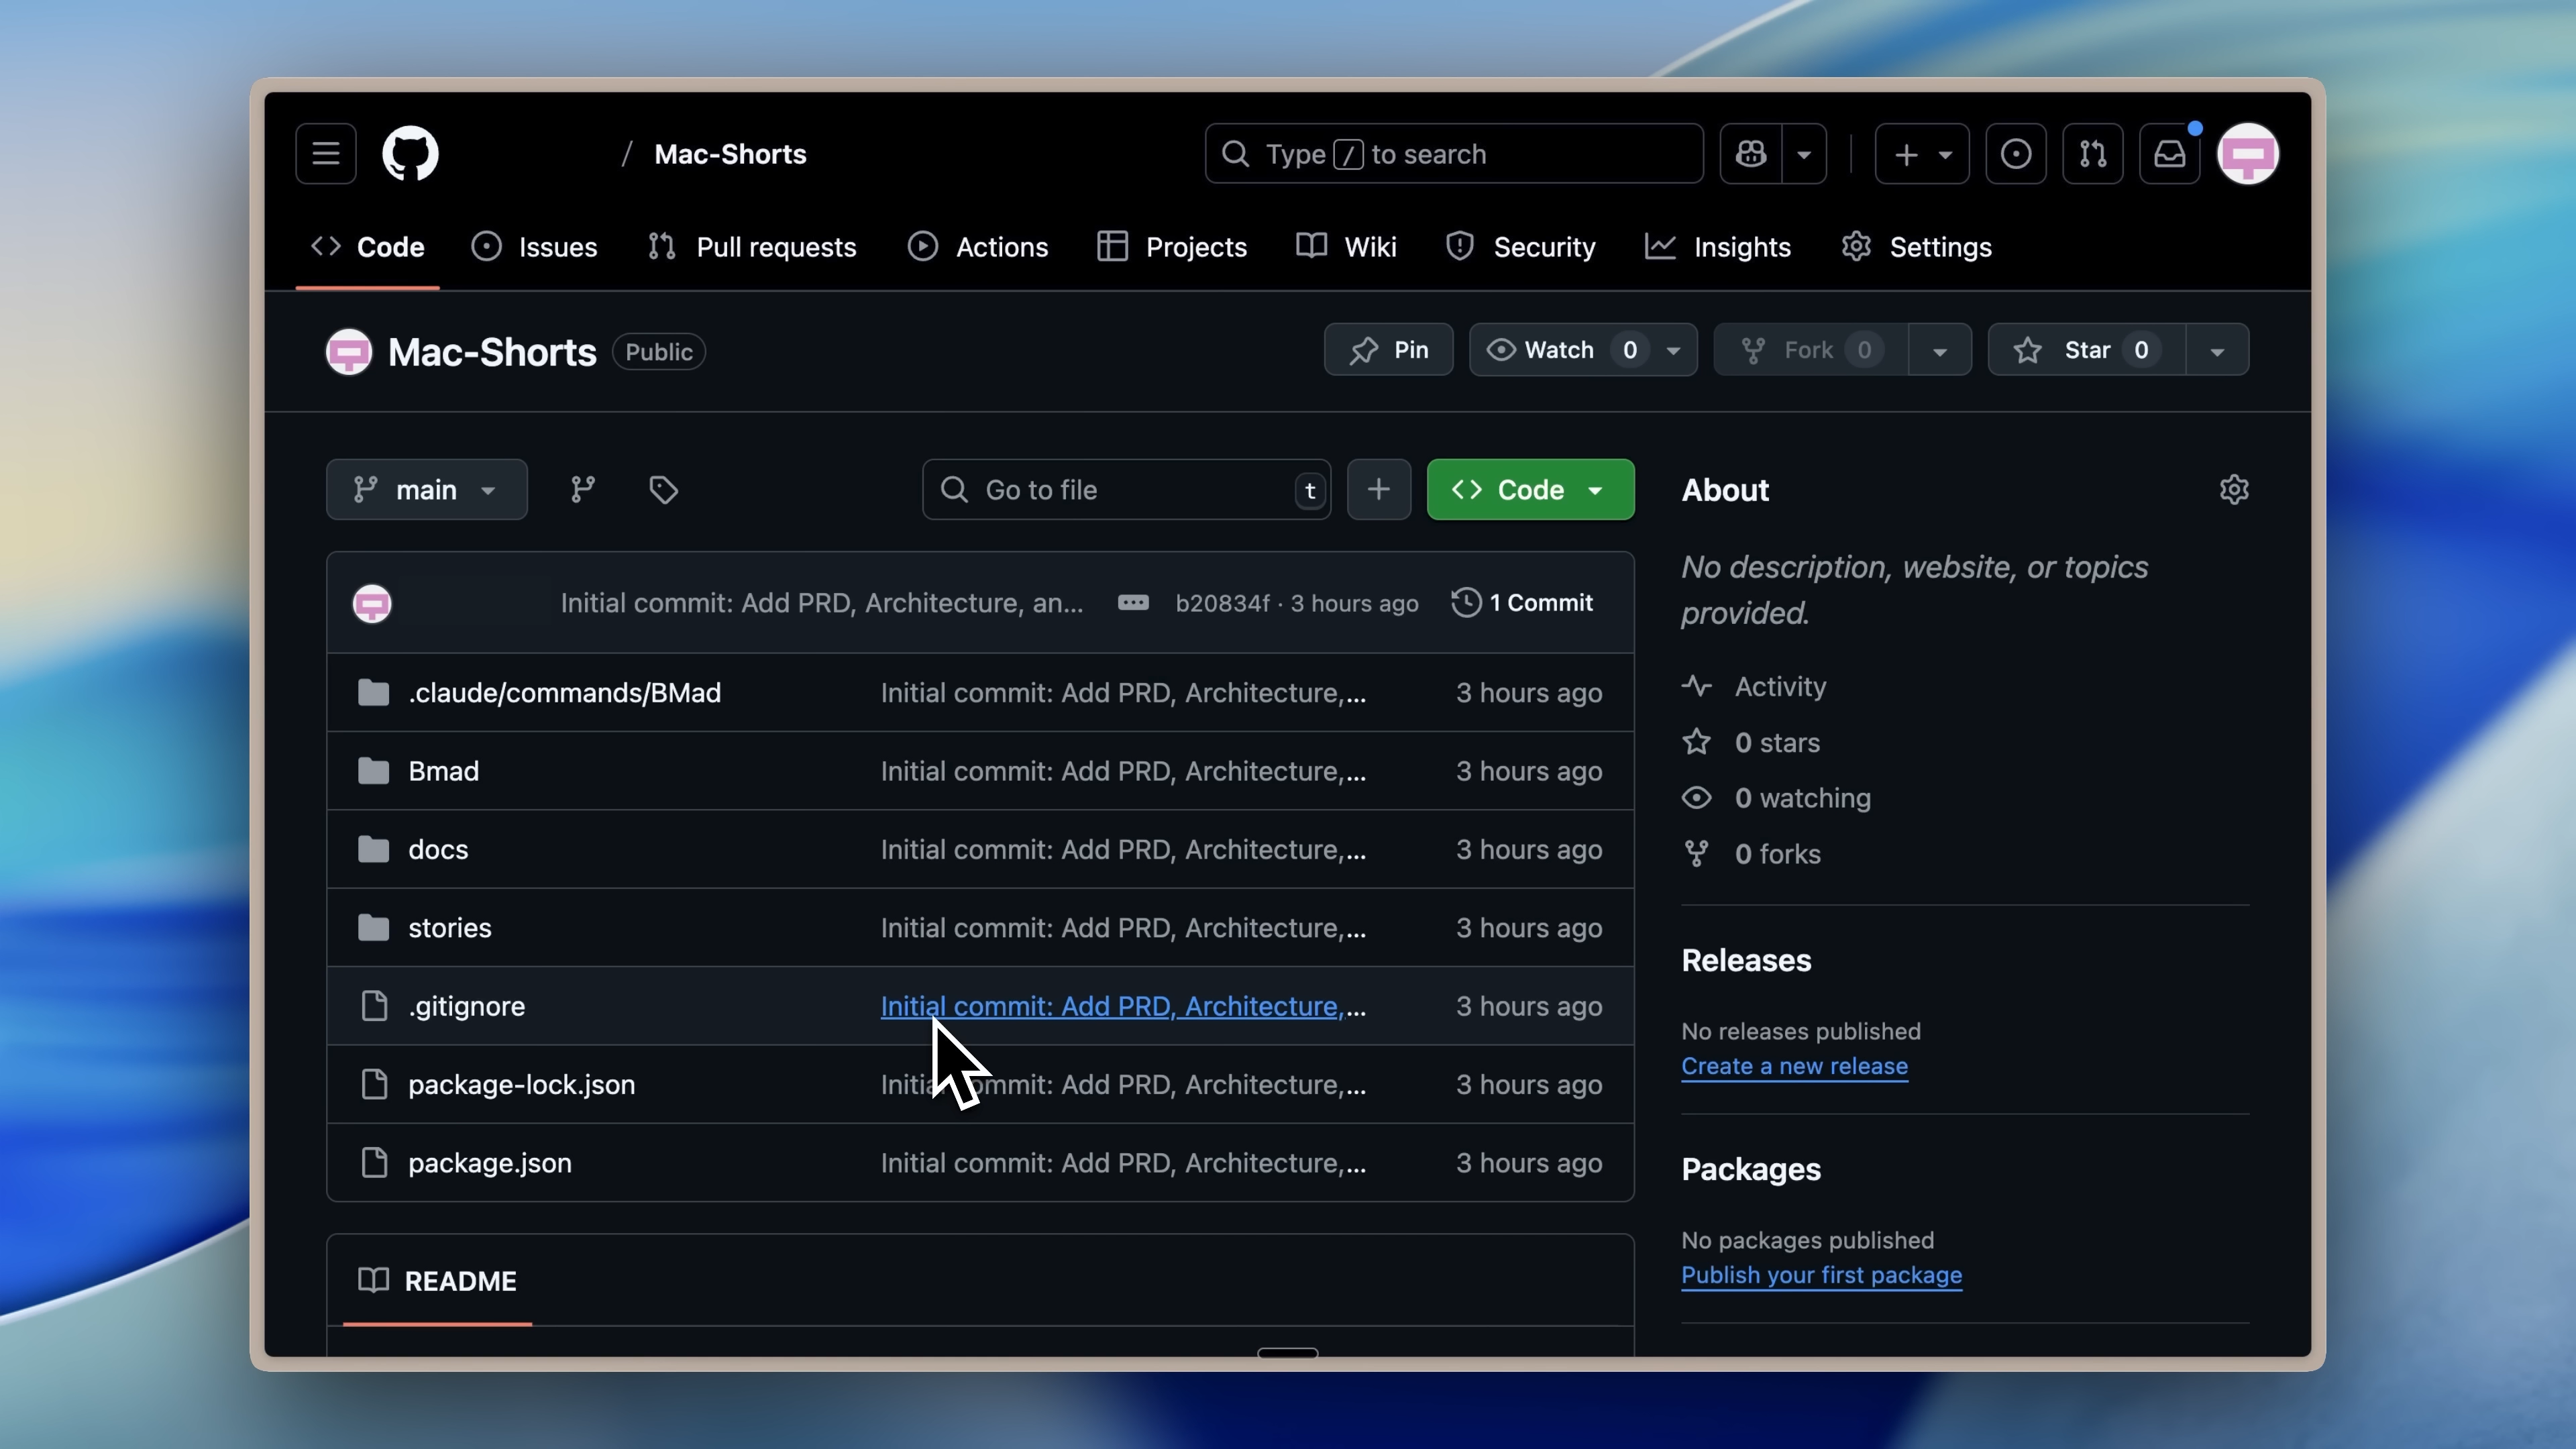 / Mac-Shorts
Type / to search
Code Issues Pull requests Actions Projects Wiki Security Insights Settings
Mac-Shorts Public
Pin Watch 0 Fork 0 Star 0
main
Go to file t
Code
Initial commit: Add PRD, Architecture, an... b20834f · 3 hours ago 1 Commit
.claude/commands/BMad Initial commit: Add PRD, Architecture,... 3 hours ago
Bmad Initial commit: Add PRD, Architecture,... 3 hours ago
docs Initial commit: Add PRD, Architecture,... 3 hours ago
stories Initial commit: Add PRD, Architecture,... 3 hours ago
.gitignore Initial commit: Add PRD, Architecture,... 3 hours ago
package-lock.json Initial commit: Add PRD, Architecture,... 3 hours ago
package.json Initial commit: Add PRD, Architecture,... 3 hours ago
README
About
No description, website, or topics
provided.
Activity
0 stars
0 watching
0 forks
Releases
No releases published
Create a new release
Packages
No packages published
Publish your first package